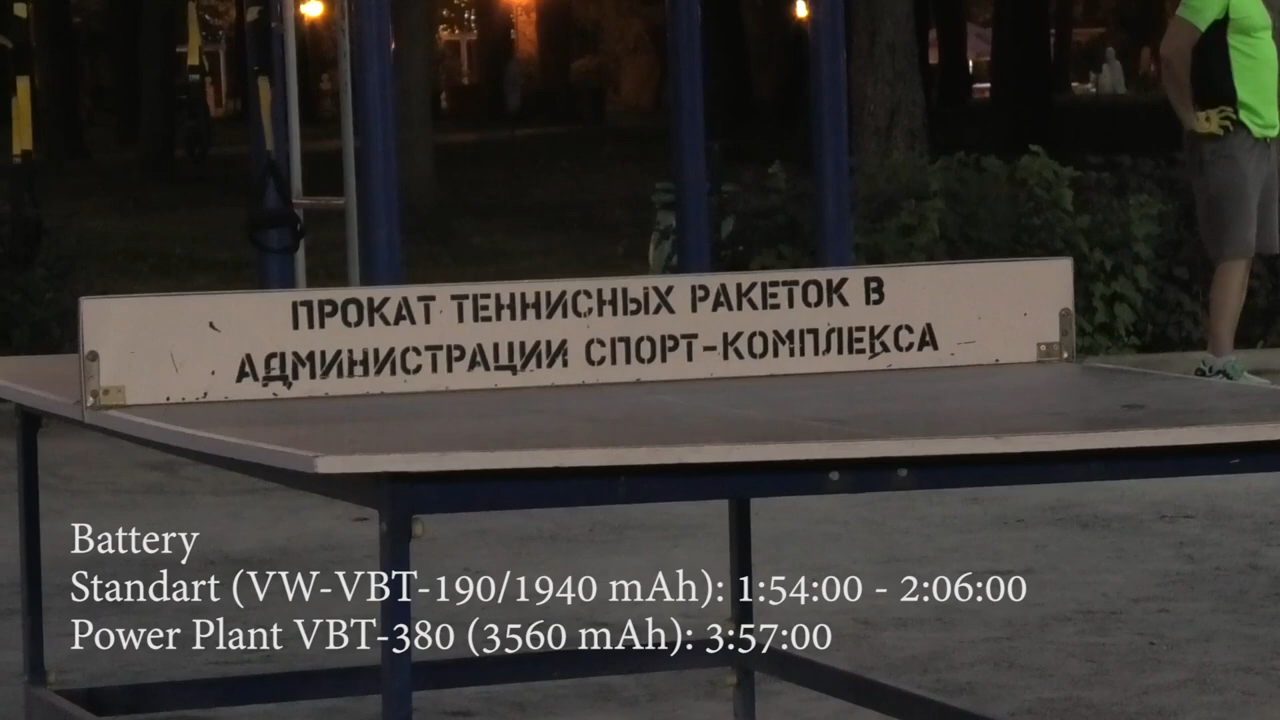 ПРОКАТ ТЕННИСНЫХ РАКЕТОК В
АДМИНИСТРАЦИИ СПОРТ-КОМПЛЕКСА
Battery
Standart (VW-VBT-190/1940 mAh): 1:54:00 - 2:06:00
Power Plant VBT-380 (3560 mAh): 3:57:00